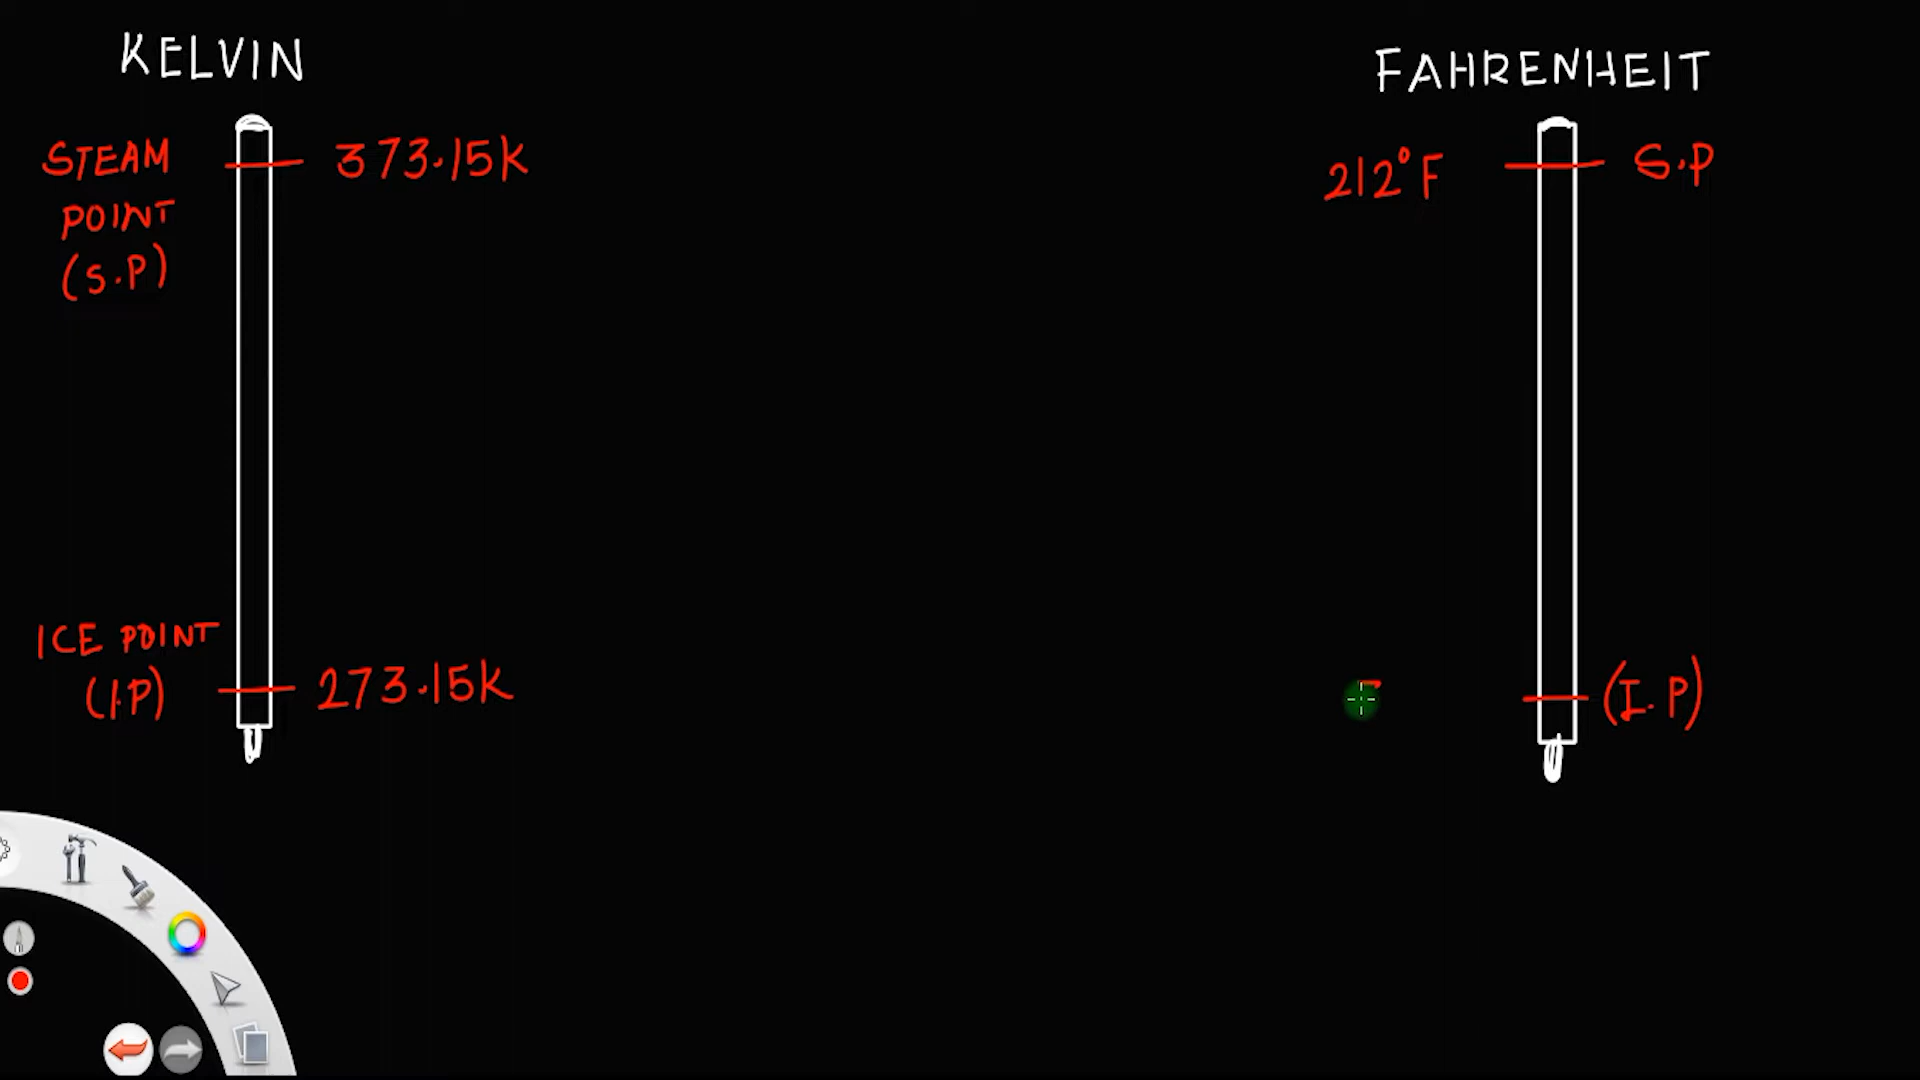 KELVIN
STEAM
POINT
(S.P)
373.15K
ICE POINT
(I.P)
273.15K
FAHRENHEIT
212°F
S.P
(I.P)